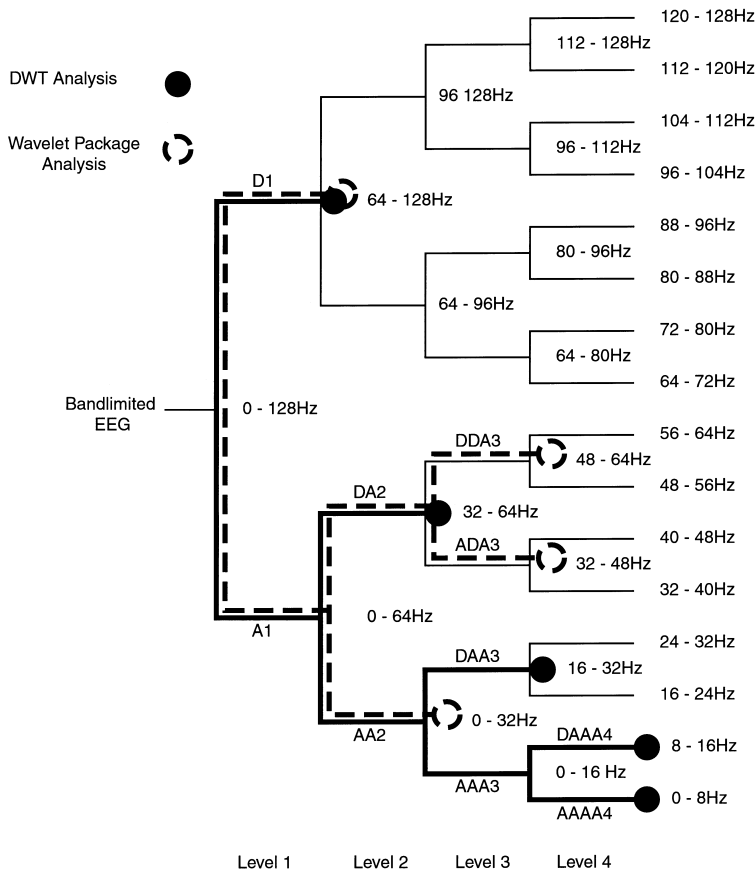 120 - 128Hz
112 - 128Hz
DWT Analysis
112 - 120Hz
96 128Hz
104 - 112Hz
Wavelet Package
Analysis
96 - 112Hz
96 - 104Hz
D1
64 - 128Hz
88 - 96Hz
80 - 96Hz
80 - 88Hz
64 - 96Hz
72 - 80Hz
64 - 80Hz
64 - 72Hz
Bandlimited
EEG
0 - 128Hz
56 - 64Hz
DDA3
48 - 64Hz
48 - 56Hz
DA2
32 - 64Hz
40 - 48Hz
ADA3
32 - 48Hz
32 - 40Hz
0 - 64Hz
A1
24 - 32Hz
DAA3
16 - 32Hz
16 - 24Hz
0 - 32Hz
AA2
DAAA4
8 - 16Hz
0 - 16 Hz
AAA3
0 - 8Hz
AAAA4
Level 1 Level 2 Level 3 Level 4